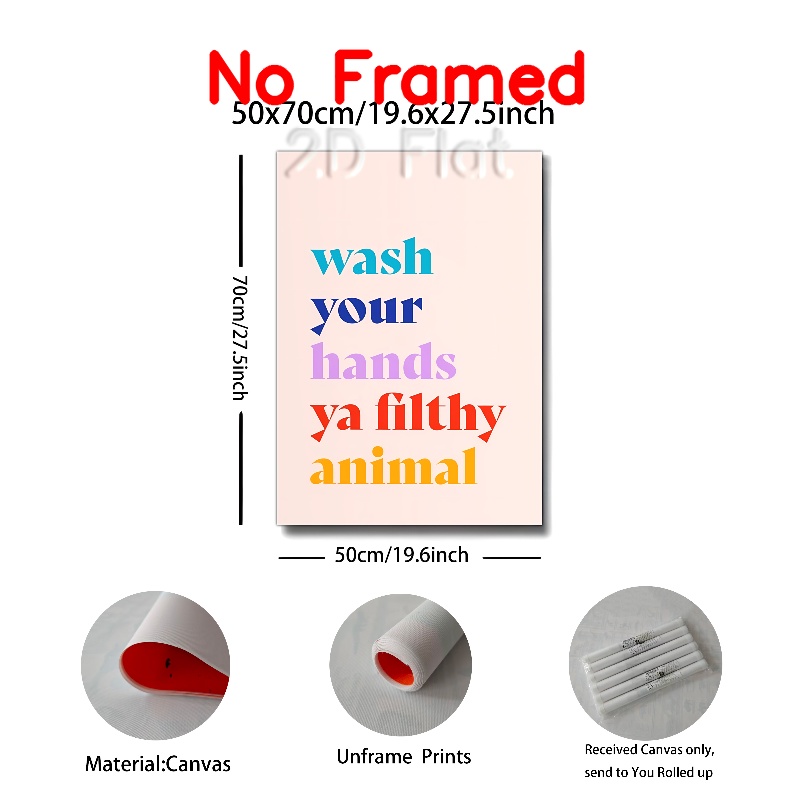 No Framed
50x70cm/19.6x27.5inch
2D Flat
70cm/27.5inch
wash
your
hands
ya filthy
animal
50cm/19.6inch
Material:Canvas
Unframe Prints
Received Canvas only,
send to You Rolled up